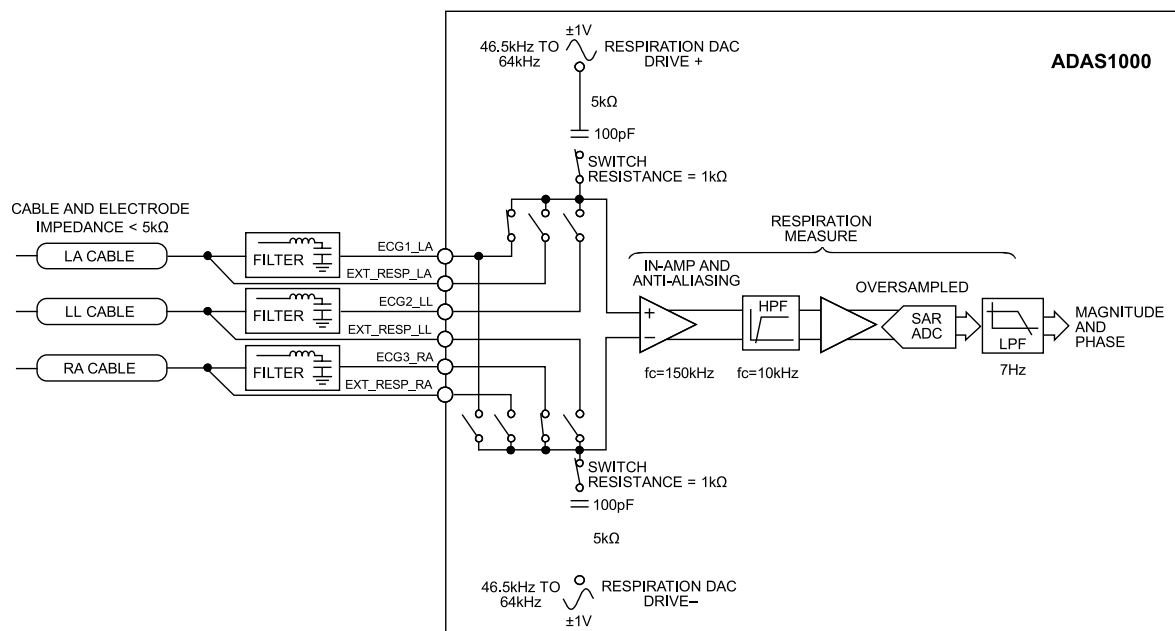 ±1V
46.5kHz TO
64kHz
RESPIRATION DAC
DRIVE +
ADAS1000
5kΩ
100pF
SWITCH
RESISTANCE = 1kΩ
CABLE AND ELECTRODE
IMPEDANCE < 5kΩ
LA CABLE
FILTER
ECG1_LA
EXT_RESP_LA
LL CABLE
FILTER
ECG2_LL
EXT_RESP_LL
RA CABLE
FILTER
ECG3_RA
EXT_RESP_RA
RESPIRATION
MEASURE
IN-AMP AND
ANTI-ALIASING
+
−
fc=150kHz
HPF
fc=10kHz
OVERSAMPLED
SAR
ADC
LPF
7Hz
MAGNITUDE
AND
PHASE
SWITCH
RESISTANCE = 1kΩ
100pF
5kΩ
46.5kHz TO
64kHz
RESPIRATION DAC
DRIVE−
±1V